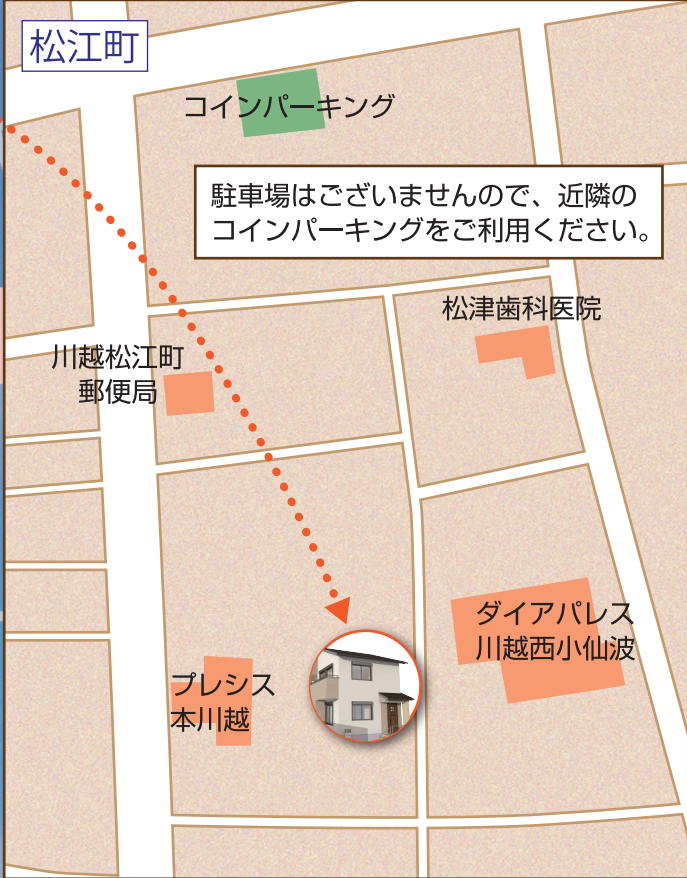 松江町
コインパーキング
駐車場はございませんので、近隣の
コインパーキングをご利用ください。
松津歯科医院
川越松江町
郵便局
ダイアパレス
川越西小仙波
プレシス
本川越